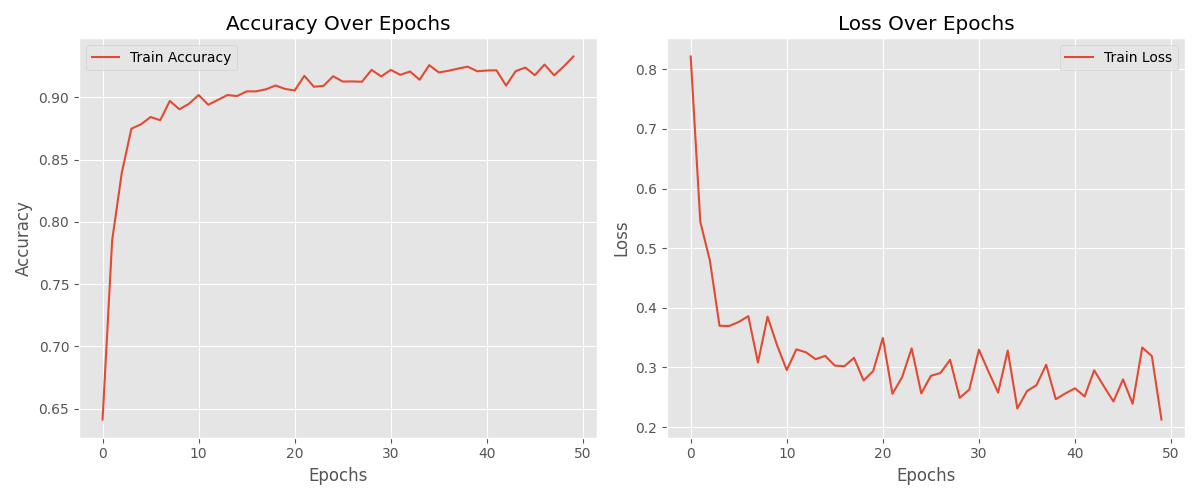 Accuracy Over Epochs
Train Accuracy
0.90
0.85
0.80
0.75
0.70
0.65
Accuracy
0 10 20 30 40 50
Epochs
Loss Over Epochs
Train Loss
0.8
0.7
0.6
0.5
0.4
0.3
0.2
Loss
0 10 20 30 40 50
Epochs